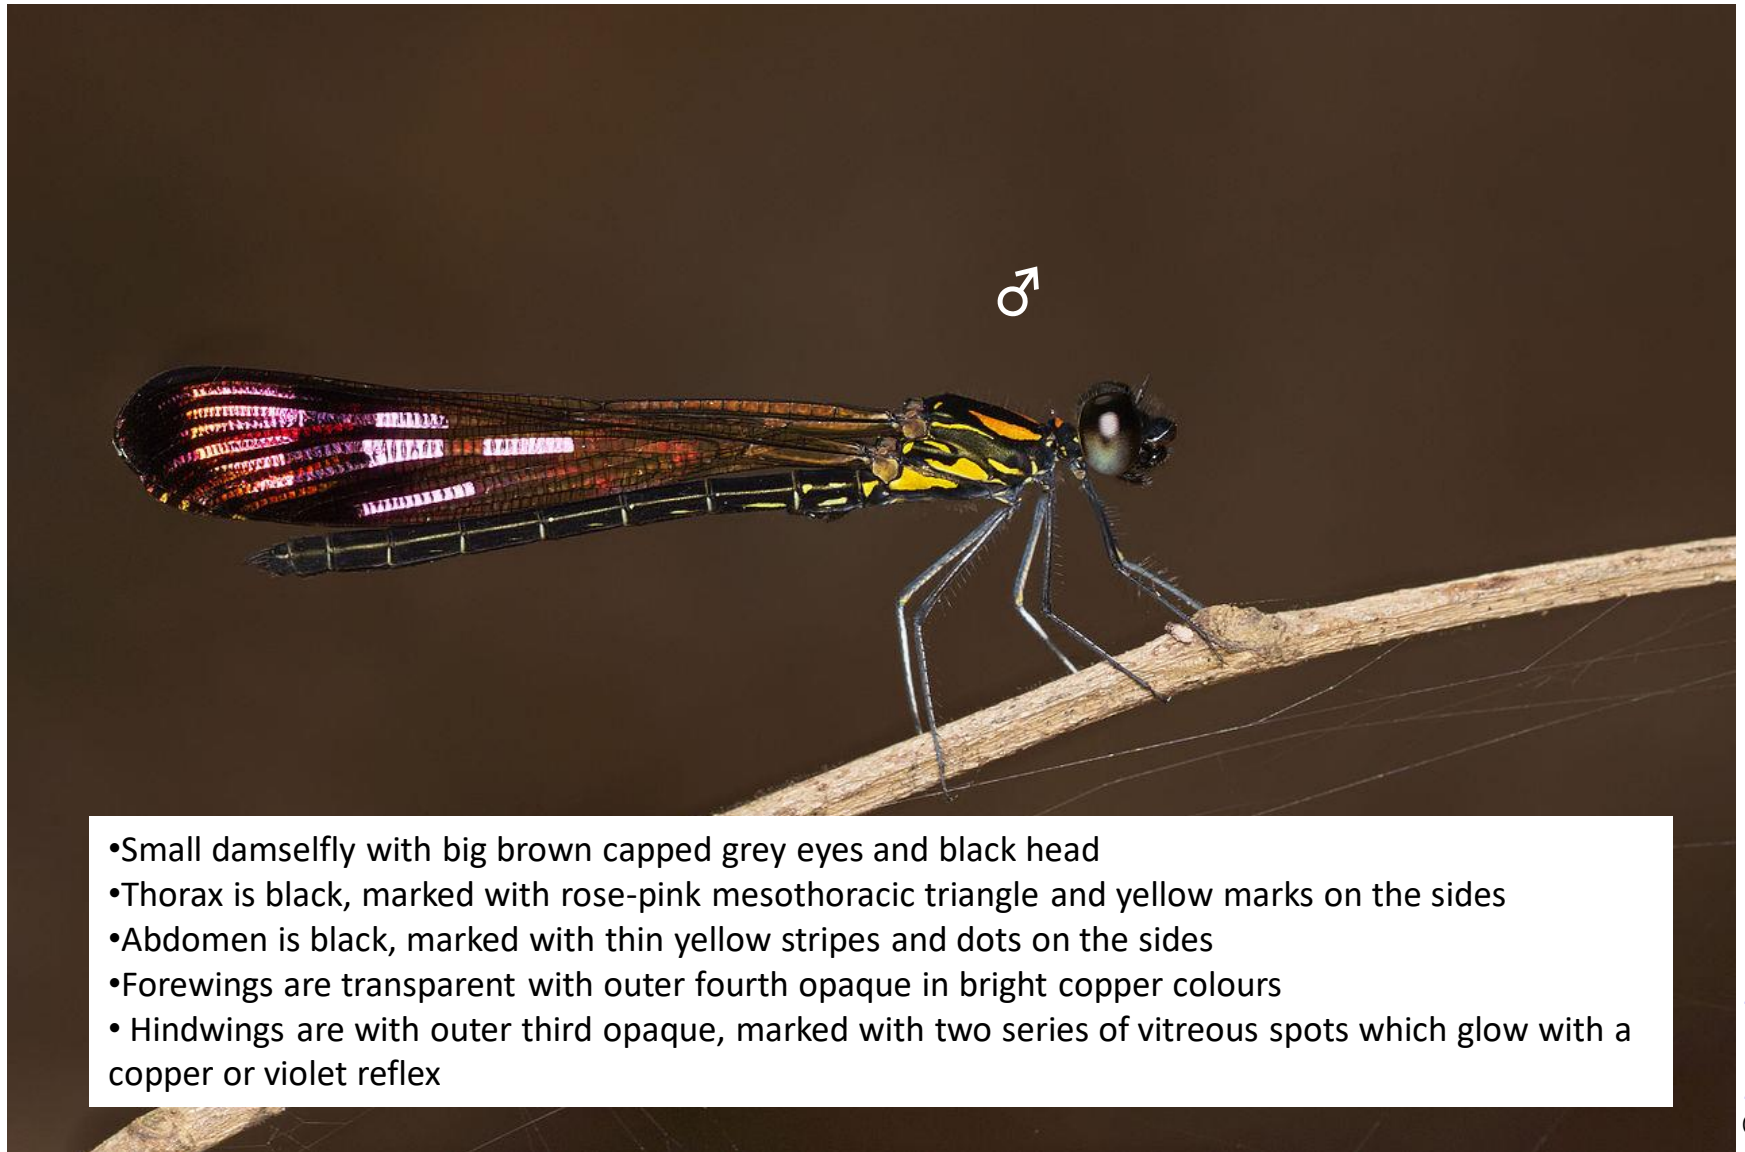 ♂
•Small damselfly with big brown capped grey eyes and black head
•Thorax is black, marked with rose-pink mesothoracic triangle and yellow marks on the sides
•Abdomen is black, marked with thin yellow stripes and dots on the sides
•Forewings are transparent with outer fourth opaque in bright copper colours
• Hindwings are with outer third opaque, marked with two series of vitreous spots which glow with a
copper or violet reflex